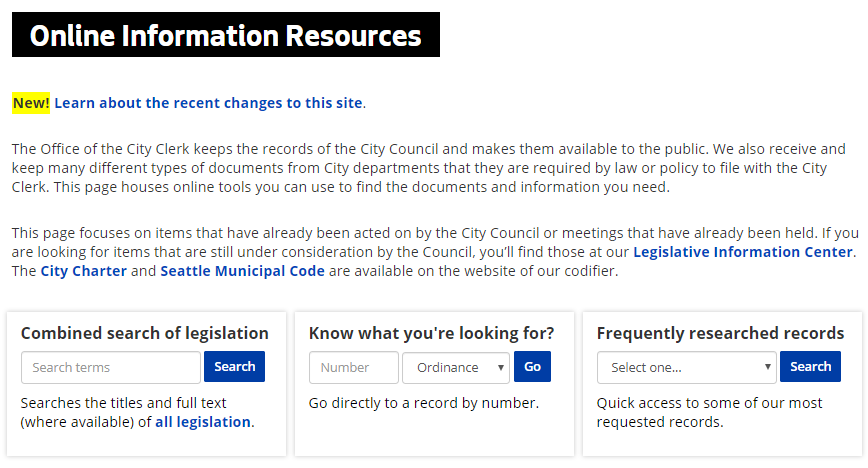 Online Information Resources
New! Learn about the recent changes to this site.
The Office of the City Clerk keeps the records of the City Council and makes them available to the public. We also receive and
keep many different types of documents from City departments that they are required by law or policy to file with the City
Clerk. This page houses online tools you can use to find the documents and information you need.
This page focuses on items that have already been acted on by the City Council or meetings that have already been held. If you
are looking for items that are still under consideration by the Council, you'll find those at our Legislative Information Center.
The City Charter and Seattle Municipal Code are available on the website of our codifier.
Combined search of legislation
Search terms Search
Searches the titles and full text
(where available) of all legislation.
Know what you're looking for?
Number Ordinance Go
Go directly to a record by number.
Frequently researched records
Select one... Search
Quick access to some of our most
requested records.